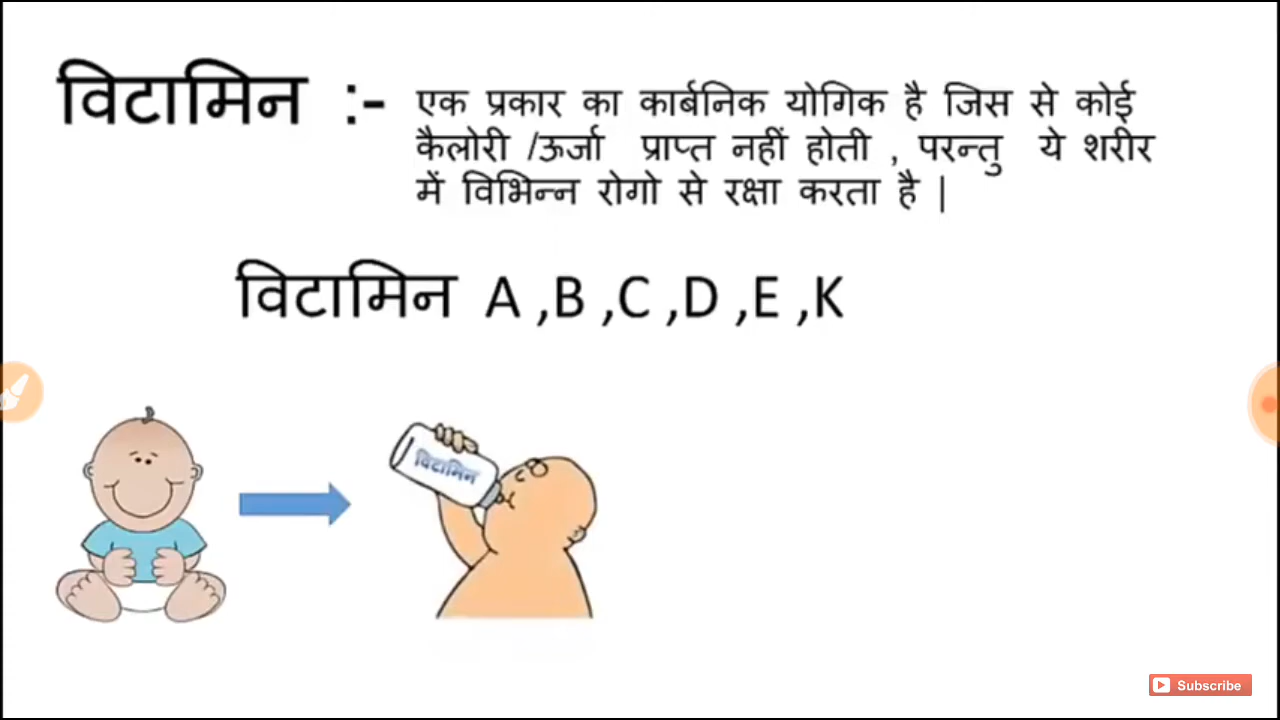 विटामिन :- एक प्रकार का कार्बनिक योगिक है जिस से कोई
कैलोरी /ऊर्जा प्राप्त नहीं होती , परन्तु ये शरीर
में विभिन्न रोगो से रक्षा करता है |
विटामिन A ,B ,C ,D ,E ,K
विटामिन
Subscribe